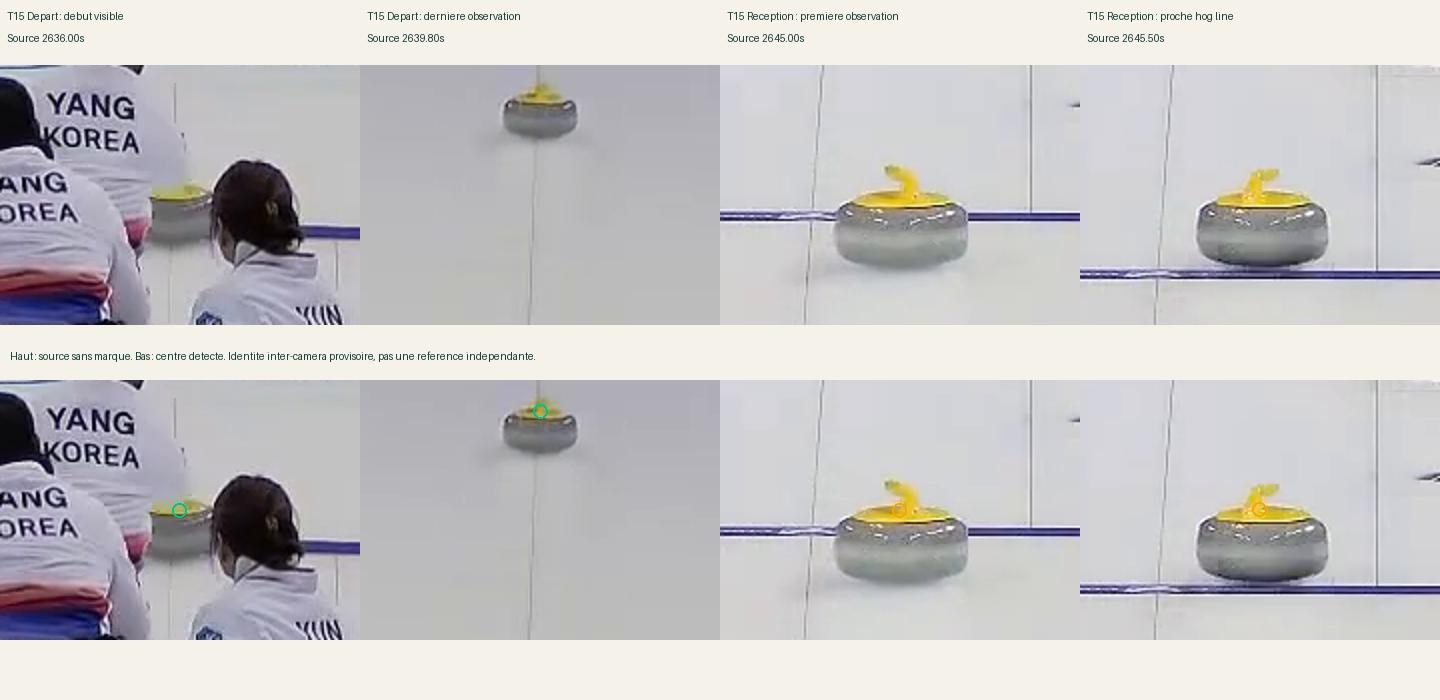 T15 Depart : debut visible
Source 2636.00s
T15 Depart : derniere observation
Source 2639.80s
T15 Reception : premiere observation
Source 2645.00s
T15 Reception : proche hog line
Source 2645.50s
YANG
KOREA
ANG
OREA
YUN
Haut : source sans marque. Bas : centre detecte. Identite inter-camera provisoire, pas une reference independante.
YANG
KOREA
ANG
OREA
YUN